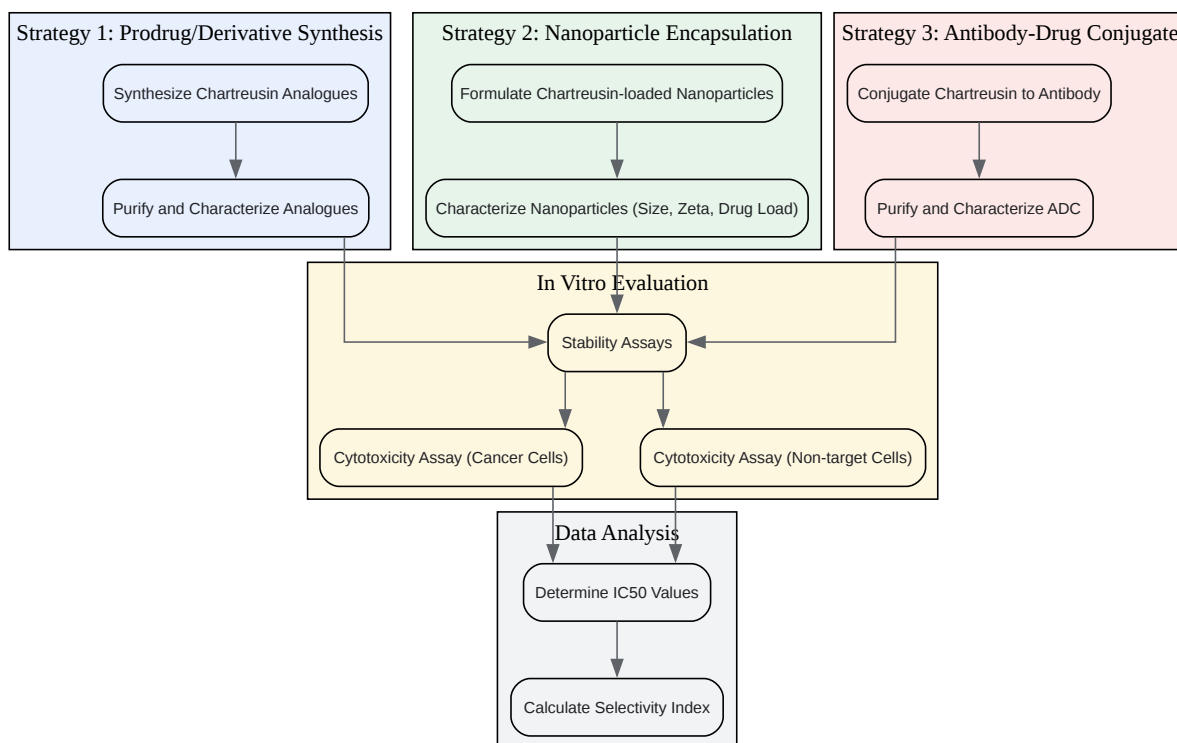 Strategy 1: Prodrug/Derivative Synthesis
Synthesize Chartreusin Analogues
Purify and Characterize Analogues
Strategy 2: Nanoparticle Encapsulation
Formulate Chartreusin-loaded Nanoparticles
Characterize Nanoparticles (Size, Zeta, Drug Load)
Strategy 3: Antibody-Drug Conjugate
Conjugate Chartreusin to Antibody
Purify and Characterize ADC
In Vitro Evaluation
Stability Assays
Cytotoxicity Assay (Cancer Cells)
Cytotoxicity Assay (Non-target Cells)
Data Analysis
Determine IC50 Values
Calculate Selectivity Index